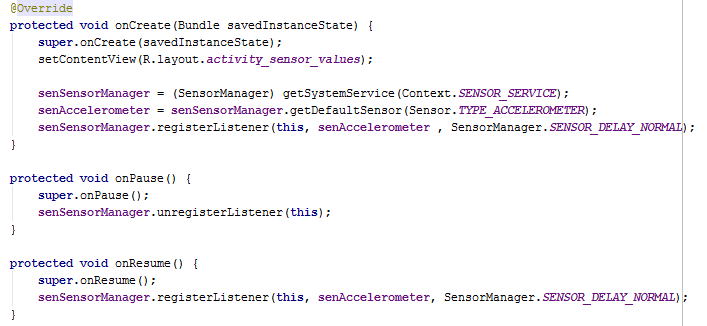 @Override
protected void onCreate(Bundle savedInstanceState) {
    super.onCreate(savedInstanceState);
    setContentView(R.layout.activity_sensor_values);

    senSensorManager = (SensorManager) getSystemService(Context.SENSOR_SERVICE);
    senAccelerometer = senSensorManager.getDefaultSensor(Sensor.TYPE_ACCELEROMETER);
    senSensorManager.registerListener(this, senAccelerometer , SensorManager.SENSOR_DELAY_NORMAL);
}

protected void onPause() {
    super.onPause();
    senSensorManager.unregisterListener(this);
}

protected void onResume() {
    super.onResume();
    senSensorManager.registerListener(this, senAccelerometer, SensorManager.SENSOR_DELAY_NORMAL);
}